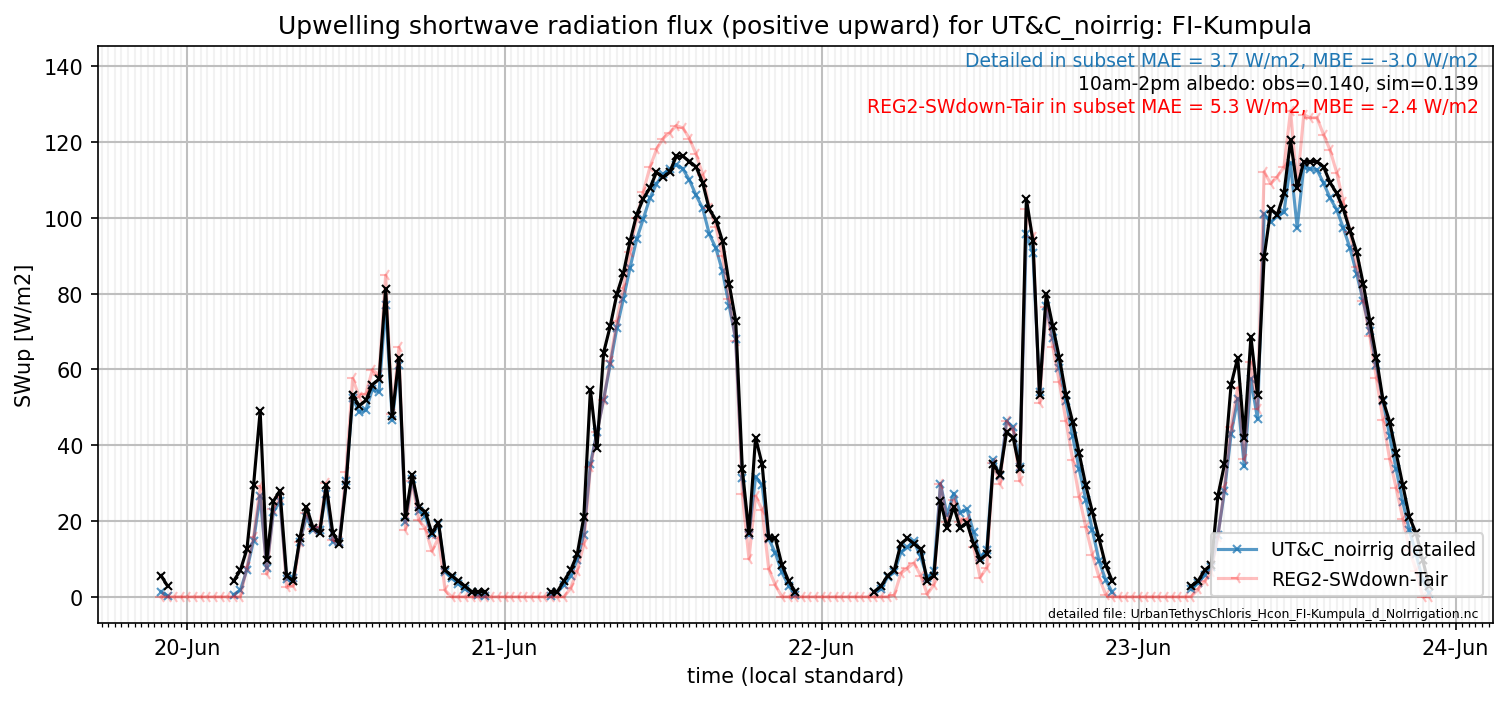 Upwelling shortwave radiation flux (positive upward) for UT&C_noirrig: FI-Kumpula
Detailed in subset MAE = 3.7 W/m2, MBE = -3.0 W/m2
10am-2pm albedo: obs=0.140, sim=0.139
REG2-SWdown-Tair in subset MAE = 5.3 W/m2, MBE = -2.4 W/m2
SWup [W/m2]
140
120
100
80
60
40
20
0
UT&C_noirrig detailed
REG2-SWdown-Tair
detailed file: UrbanTethysChloris_Hcon_FI-Kumpula_d_NoIrrigation.nc
20-Jun 21-Jun 22-Jun 23-Jun 24-Jun
time (local standard)